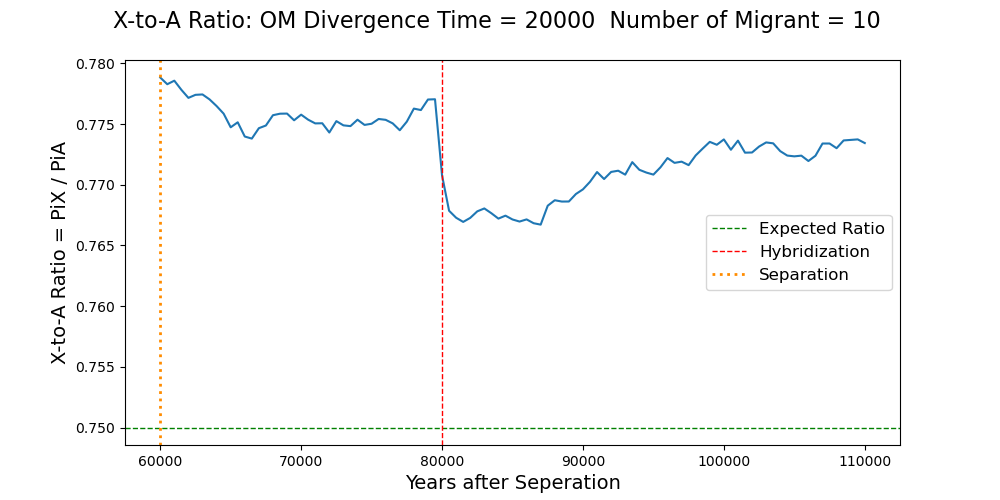 X-to-A Ratio: OM Divergence Time = 20000  Number of Migrant = 10
X-to-A Ratio = PiX / PiA
0.780
0.775
0.770
0.765
0.760
0.755
0.750
Expected Ratio
Hybridization
Separation
60000 70000 80000 90000 100000 110000
Years after Seperation